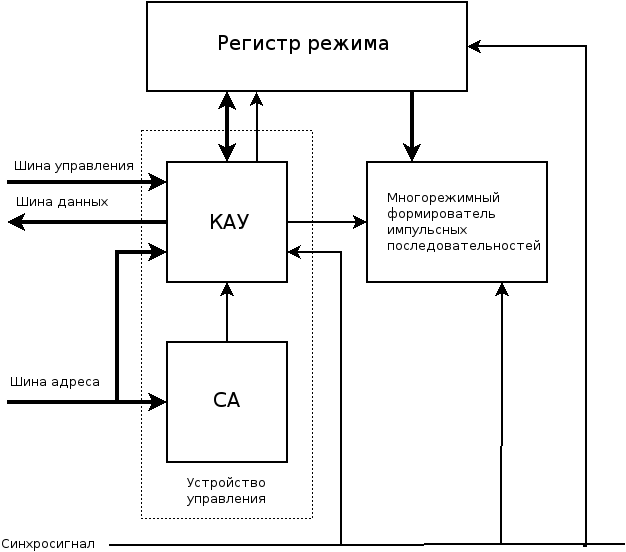 Регистр режима
Шина управления
Шина данных
КАУ
Многорежимный
формирователь
импульсных
последовательностей
Шина адреса
СА
Устройство
управления
Синхросигнал